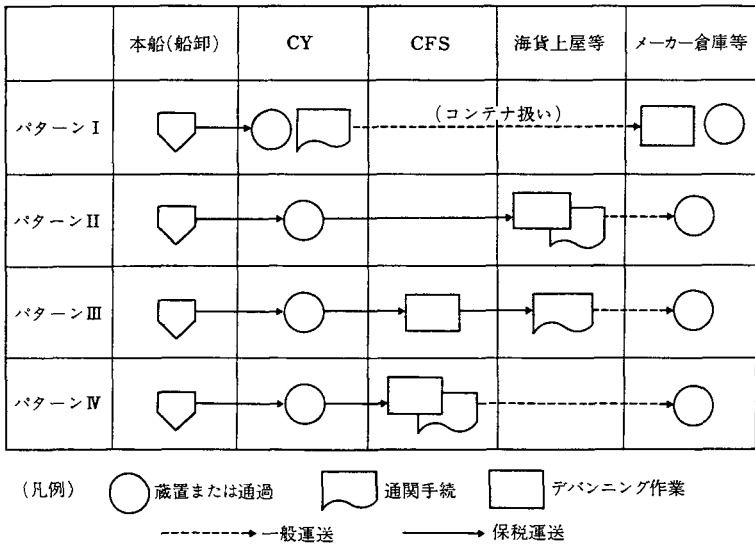 本船(船卸) CY CFS 海貨上屋等 メーカー倉庫等
パターンⅠ (コンテナ扱い)
パターンⅡ
パターンⅢ
パターンⅣ
(凡例) 蔵置または通過 通関手続 デバンニング作業
一般運送 保税運送